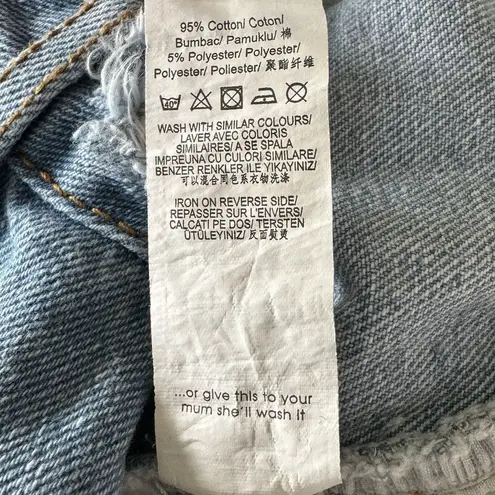 95% Cotton/ Coton/
Bumbac/ Pamuklu/ 棉
5% Polyester/ Polyester/
Polyester/ Poliester/ 聚酯纤维
40°
WASH WITH SIMILAR COLOURS/
LAVER AVEC COLORIS
SIMILAIRES/ A SE SPALA
IMPREUNA CU CULORI SIMILARE/
BENZER RENKLER ILE YIKAYINIZ/
可以混合同色系衣物洗涤
IRON ON REVERSE SIDE/
REPASSER SUR L'ENVERS/
CALCATI PE DOS/ TERSTEN
ÜTÜLEYINIZ/ 反面熨烫
...or give this to your
mum she'll wash it